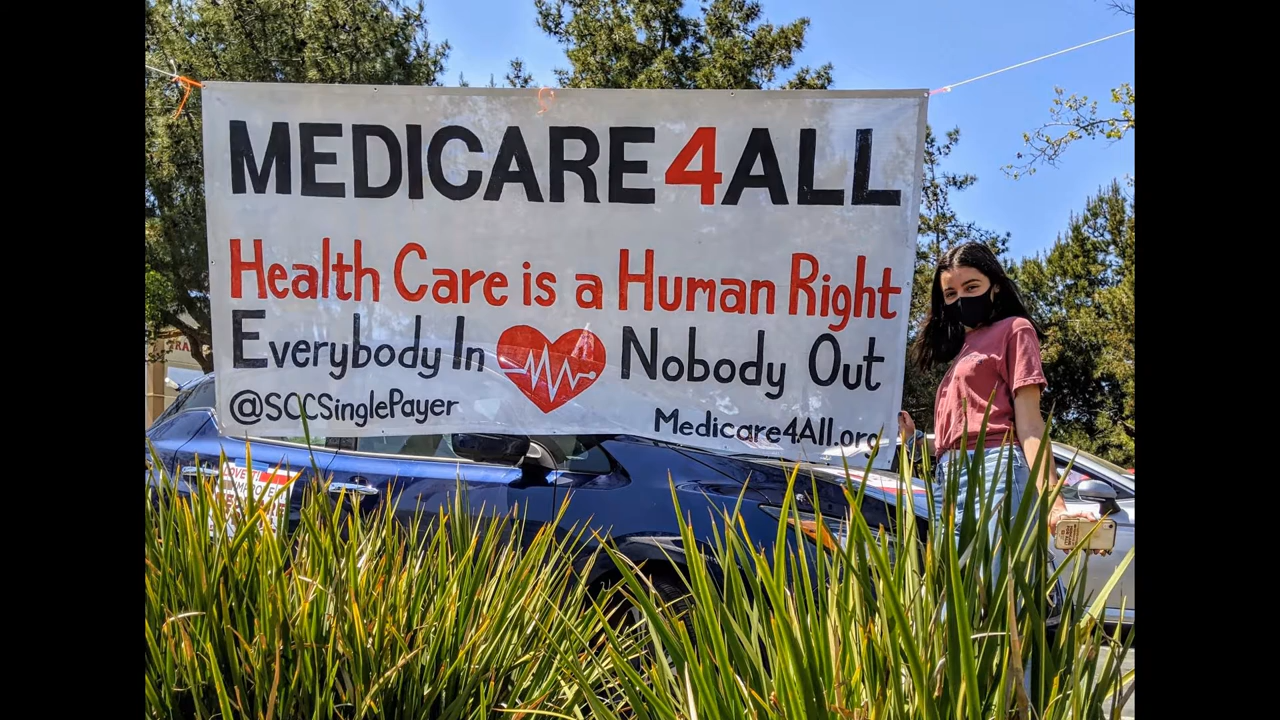 MEDICARE4ALL
Health Care is a Human Right
Everybody In Nobody Out
@SCCSinglePayer
Medicare4All.org